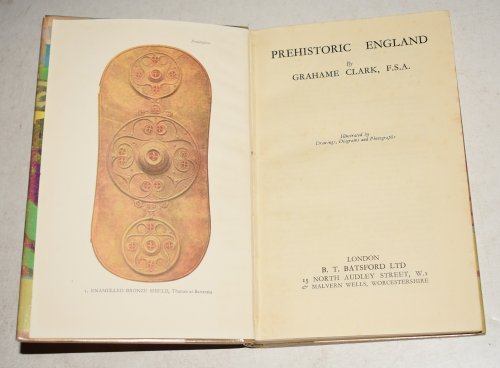 Frontispiece
1. ENAMELLED BRONZE SHIELD, Thames at Battersea
PREHISTORIC ENGLAND
By
GRAHAME CLARK, F.S.A.
Illustrated by
Drawings, Diagrams and Photographs
LONDON
B. T. BATSFORD LTD
15 NORTH AUDLEY STREET, W.1
& MALVERN WELLS, WORCESTERSHIRE